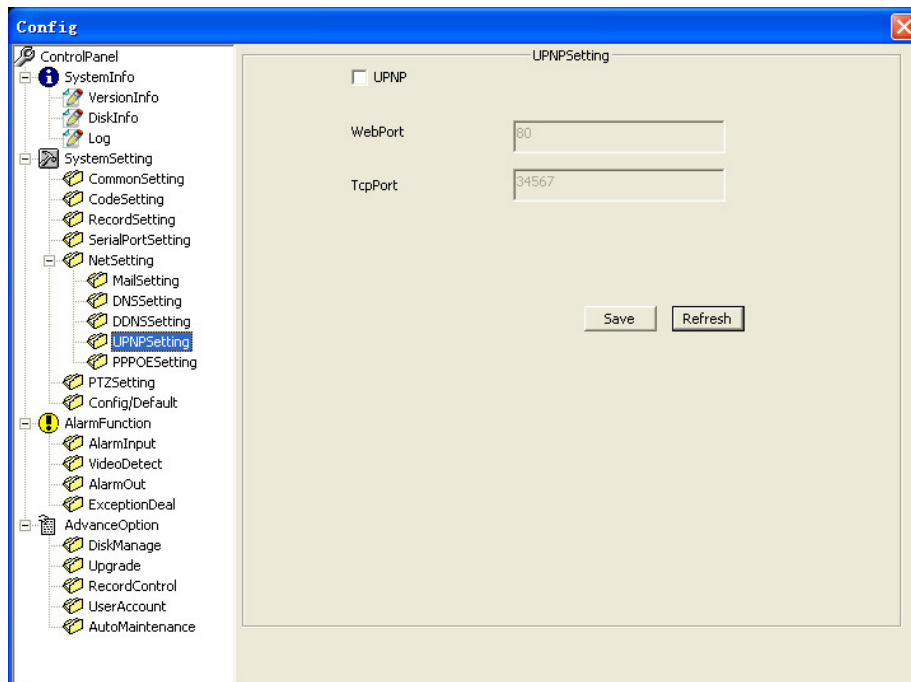 Config
ControlPanel
SystemInfo
VersionInfo
DiskInfo
Log
SystemSetting
CommonSetting
CodeSetting
RecordSetting
SerialPortSetting
NetSetting
MailSetting
DNSSetting
DDNSSetting
UPNPSetting
PPPOESetting
PTZSetting
Config/Default
AlarmFunction
AlarmInput
VideoDetect
AlarmOut
ExceptionDeal
AdvanceOption
DiskManage
Upgrade
RecordControl
UserAccount
AutoMaintenance
UPNPSetting
UPNP
WebPort 80
TcpPort 34567
Save Refresh